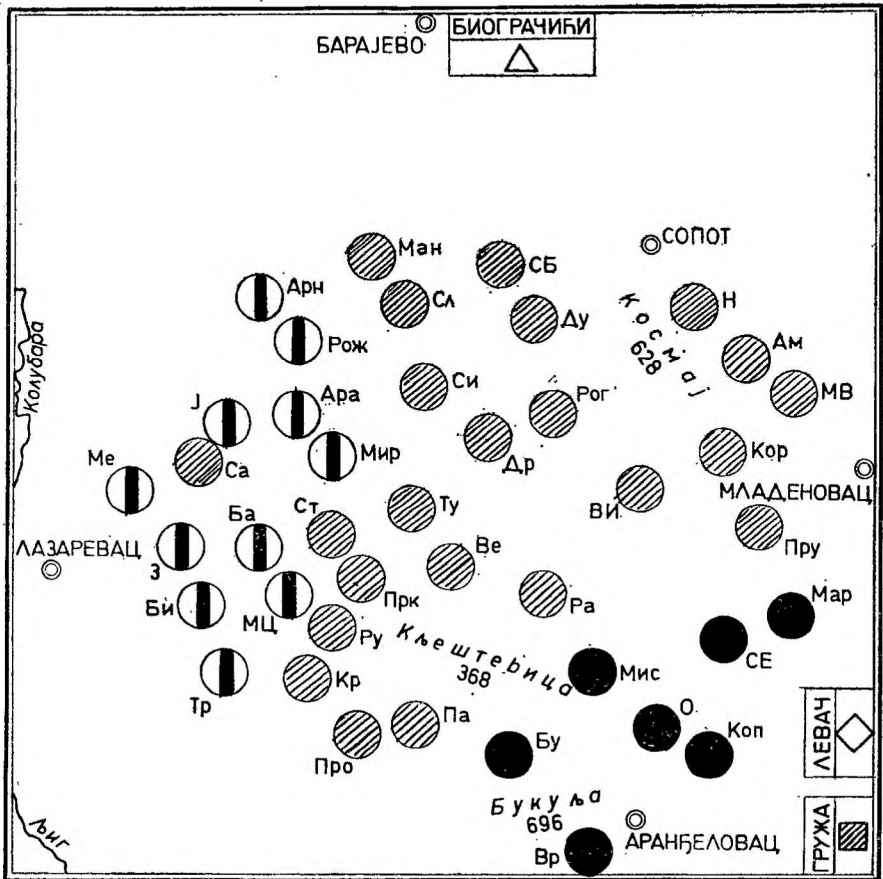 БИОГРАЧИЋИ
БАРАЈЕВО
СОПОТ
Ман
СБ
Арн
Сл
Ду
Н
Рож
Космај
628
Ам
Колубара
Си
Рог
МВ
Ј
Ара
Др
Кор
Ме
Са
Мир
МЛАДЕНОВАЦ
Ту
ВИ
Ст
Ба
Ве
Пру
ЛАЗАРЕВАЦ
З
Прк
Ра
Мар
Би
МЦ
Ру
Кљештевица
368
СЕ
Мис
Тр
Кр
Па
О.
Коп
Бу
Про
ЛЕВАЧ
Букуља
696
АРАНЂЕЛОВАЦ
Вр
ГРУЖА
Љиг